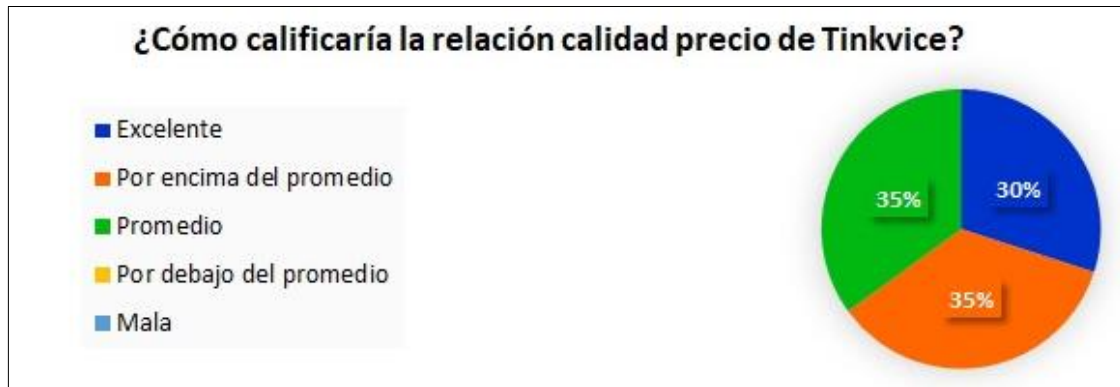 ¿Cómo calificaría la relación calidad precio de Tinkvice?
Excelente
Por encima del promedio
Promedio
Por debajo del promedio
Mala
35%
30%
35%